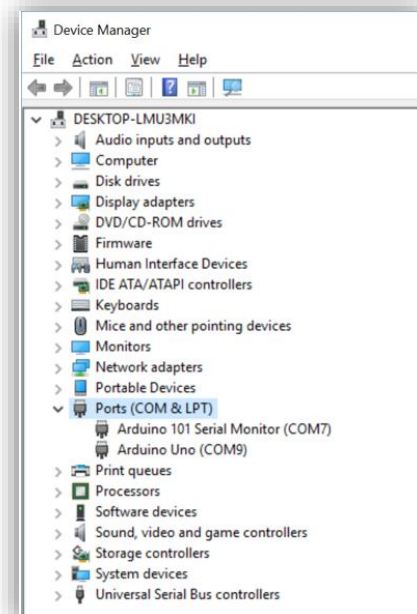 Device Manager
File Action View Help
DESKTOP-LMU3MKI
Audio inputs and outputs
Computer
Disk drives
Display adapters
DVD/CD-ROM drives
Firmware
Human Interface Devices
IDE ATA/ATAPI controllers
Keyboards
Mice and other pointing devices
Monitors
Network adapters
Portable Devices
Ports (COM & LPT)
Arduino 101 Serial Monitor (COM7)
Arduino Uno (COM9)
Print queues
Processors
Software devices
Sound, video and game controllers
Storage controllers
System devices
Universal Serial Bus controllers